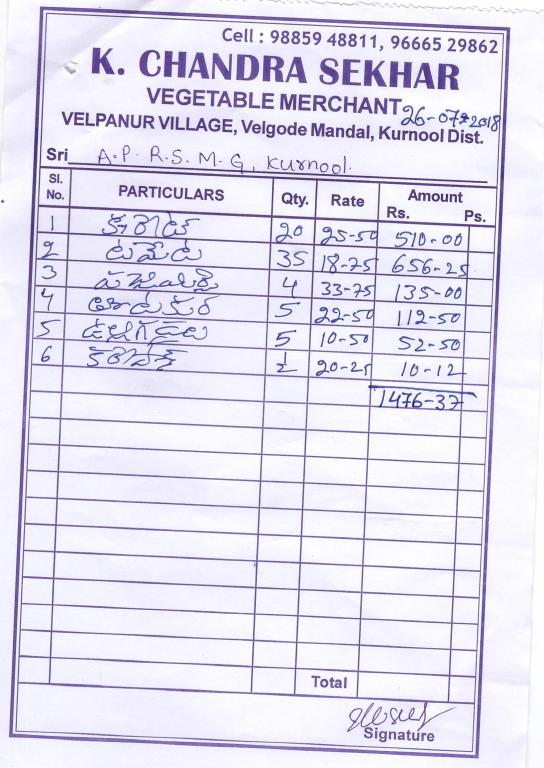 Cell : 98859 48811, 96665 29862
K. CHANDRA SEKHAR
VEGETABLE MERCHANT 26-07-2018
VELPANUR VILLAGE, Velgode Mandal, Kurnool Dist.
Sri A.P.R.S.M.G, Kurnool.
Sl. No. PARTICULARS Qty. Rate Amount Rs. Ps.
1 20 25-50 510-00
2 టమోట 35 18-75 656-25
3 4 33-75 135-00
4 ఆకుకూర 5 22-50 112-50
5 ఉల్లిగడ్డలు 5 10-50 52-50
6 కరివేపాకు ½ 20-25 10-12
1476-37
Total
Signature